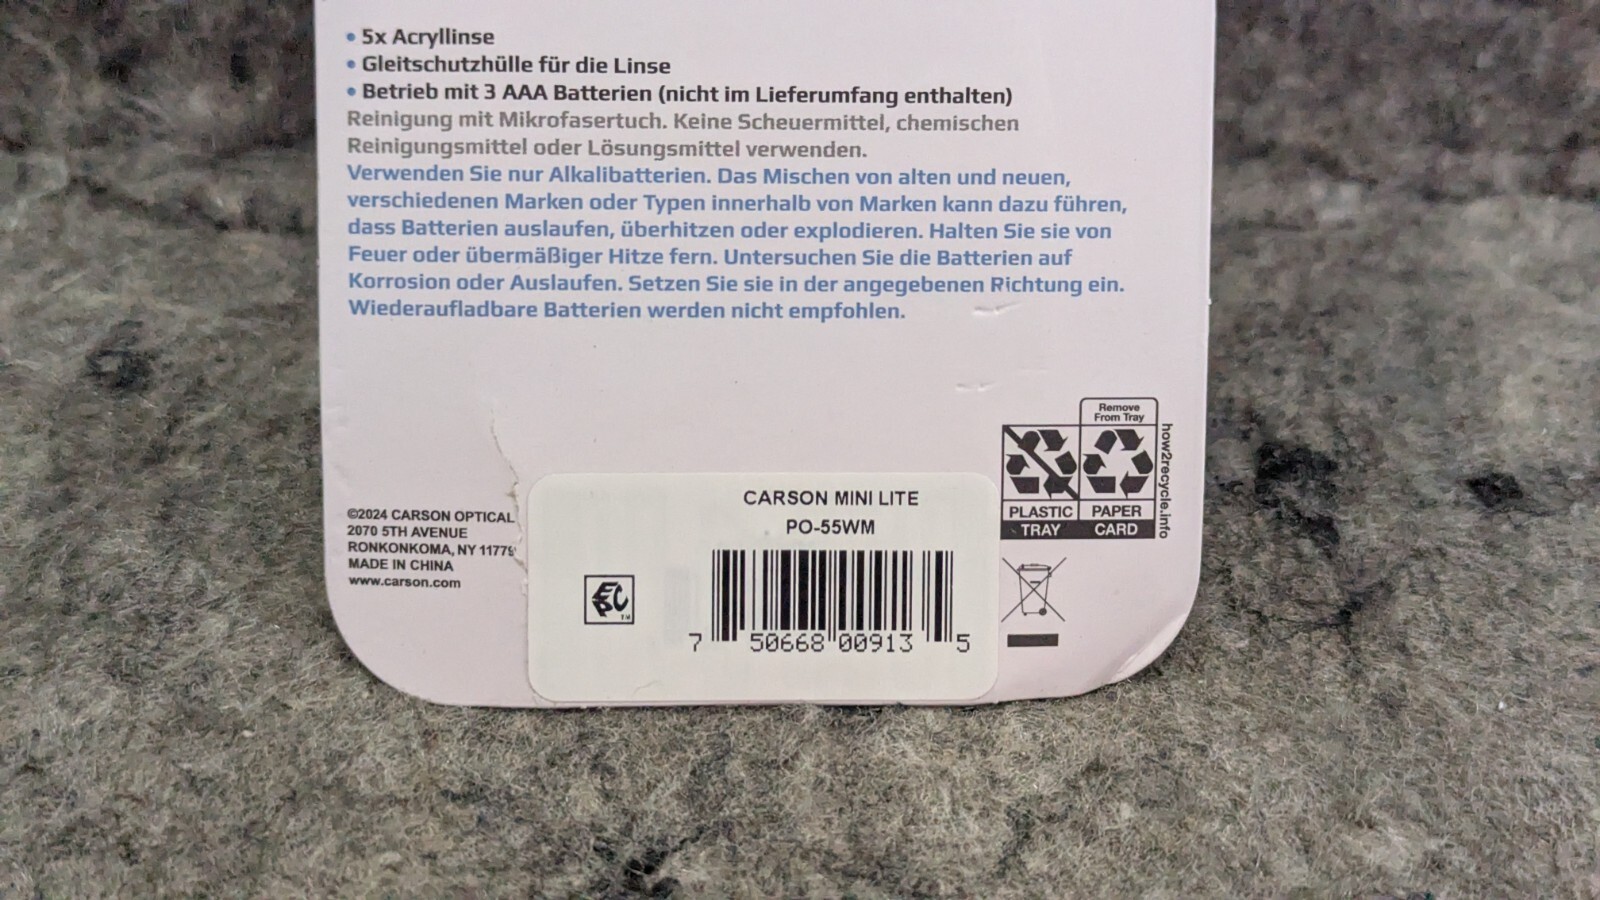 • 5x Acryllinse
• Gleitschutzhülle für die Linse
• Betrieb mit 3 AAA Batterien (nicht im Lieferumfang enthalten)
Reinigung mit Mikrofasertuch. Keine Scheuermittel, chemischen
Reinigungsmittel oder Lösungsmittel verwenden.
Verwenden Sie nur Alkalibatterien. Das Mischen von alten und neuen,
verschiedenen Marken oder Typen innerhalb von Marken kann dazu führen,
dass Batterien auslaufen, überhitzen oder explodieren. Halten Sie sie von
Feuer oder übermäßiger Hitze fern. Untersuchen Sie die Batterien auf
Korrosion oder Auslaufen. Setzen Sie sie in der angegebenen Richtung ein.
Wiederaufladbare Batterien werden nicht empfohlen.
©2024 CARSON OPTICAL
2070 5TH AVENUE
RONKONKOMA, NY 11779
MADE IN CHINA
www.carson.com
CARSON MINI LITE
PO-55WM
7 50668 00913 5
Remove
From Tray
PLASTIC
TRAY
PAPER
CARD
how2recycle.info